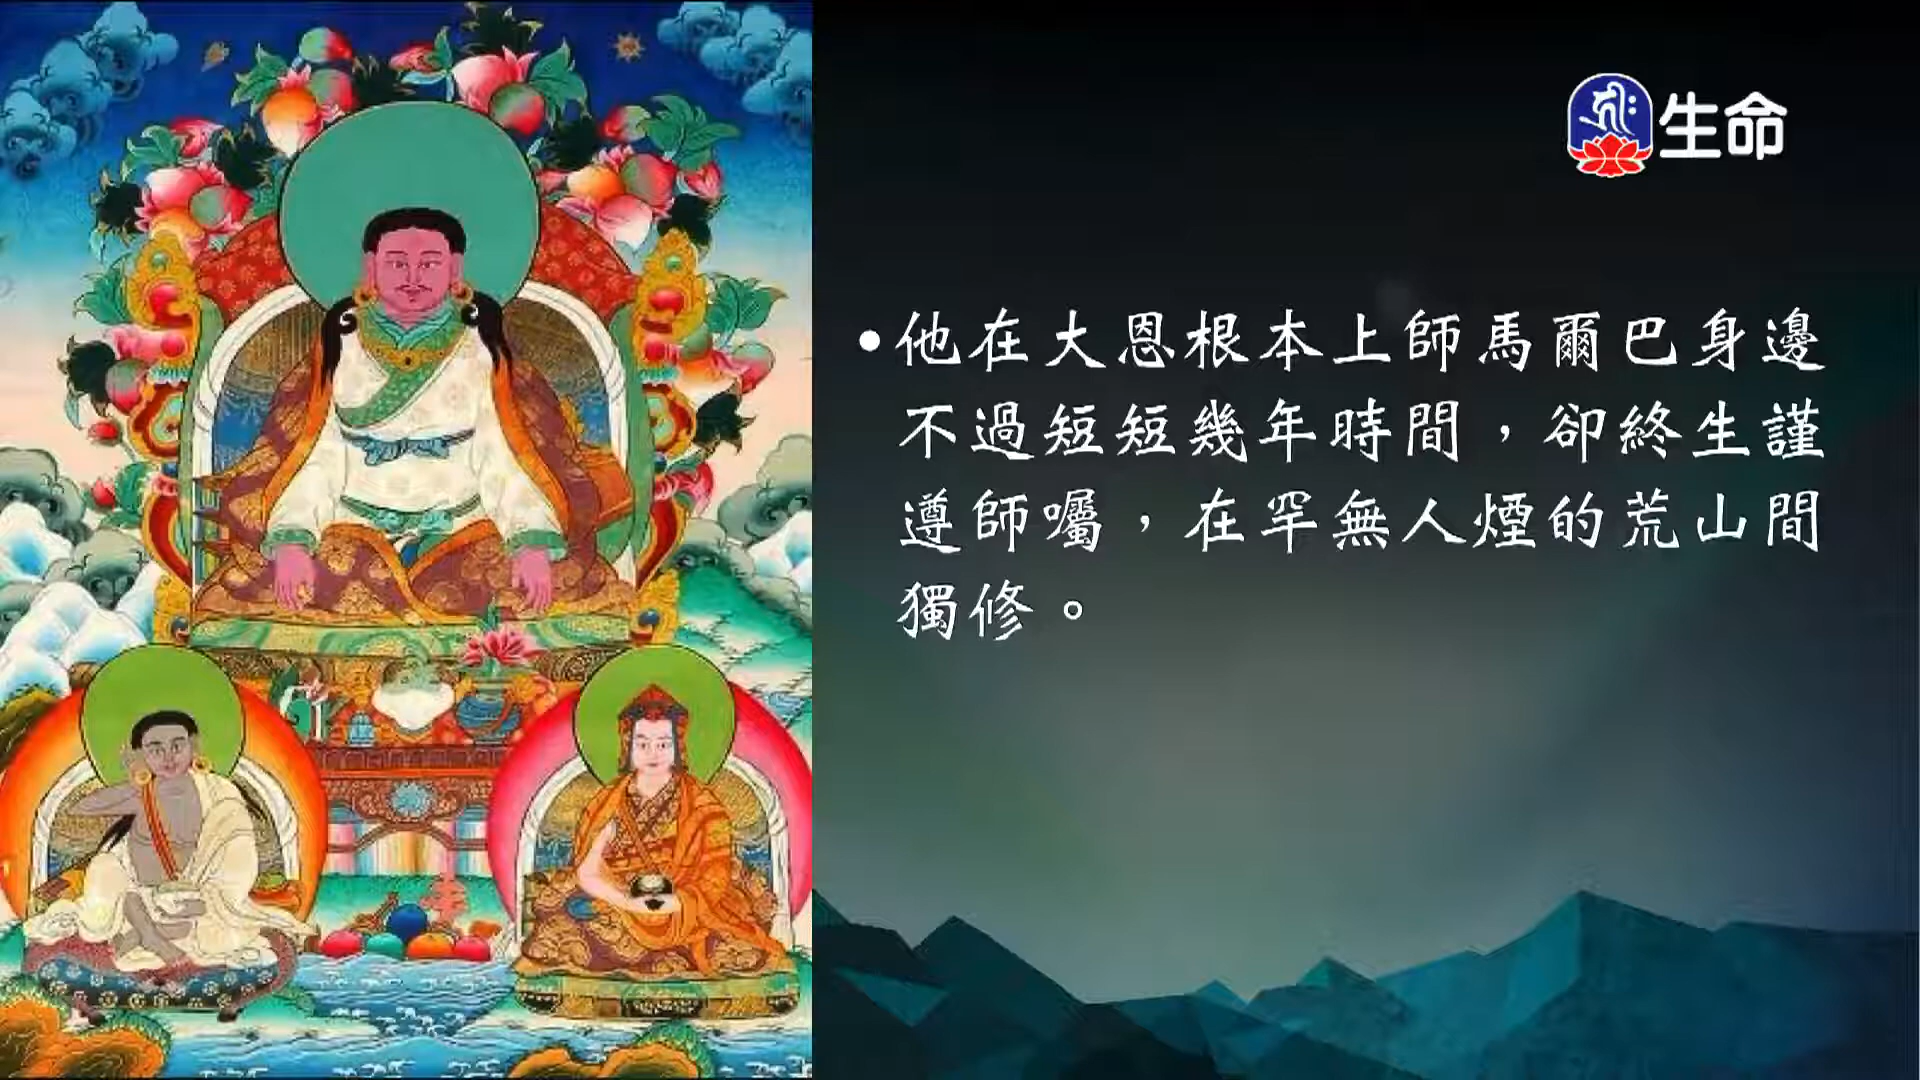 生命
•他在大恩根本上師馬爾巴身邊
不過短短幾年時間，卻終生謹
遵師囑，在罕無人煙的荒山間
獨修。